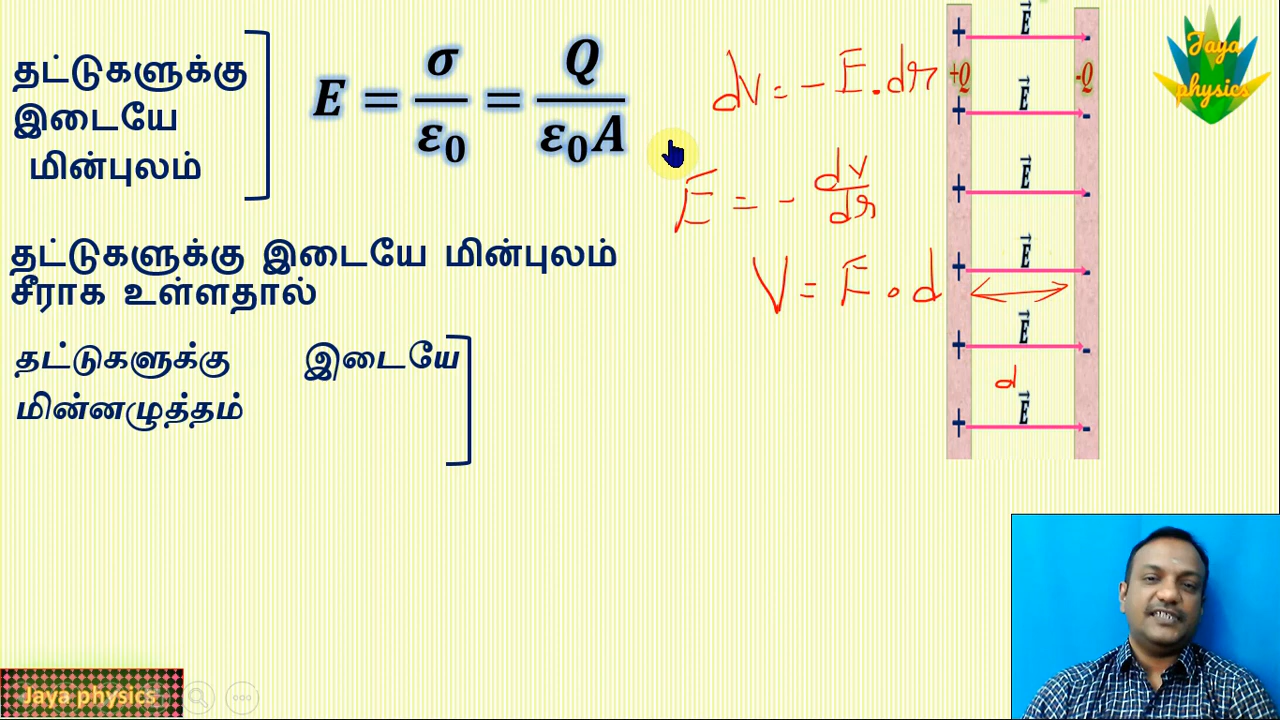 தட்டுகளுக்கு
இடையே
மின்புலம்
E = σ/ε₀ = Q/ε₀A
தட்டுகளுக்கு இடையே மின்புலம்
சீராக உள்ளதால்
தட்டுகளுக்கு இடையே
மின்னழுத்தம்
dV = - E . dr
E = - dv/dr
V = E . d
E
+ -
+Q -Q
E
+ -
E
+ -
E
+ -
E
+ -
d
E
+ -
Jaya
physics
Jaya physics